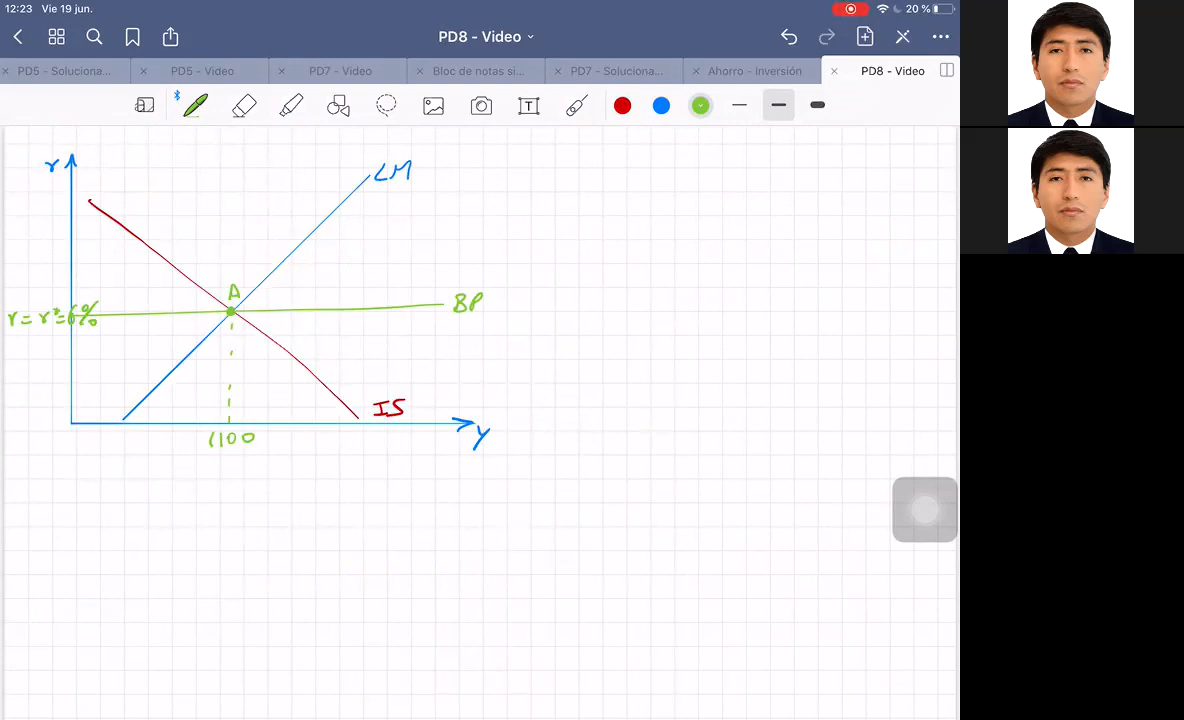 12:23 Vie 19 jun.
20 %
PD8 - Video
PD5 - Soluciona...
PD5 - Video
PD7 - Video
Bloc de notas si...
PD7 - Soluciona...
Ahorro - Inversión
PD8 - Video
T
r
LM
A
BP
r = r* = 6%
IS
1100
y